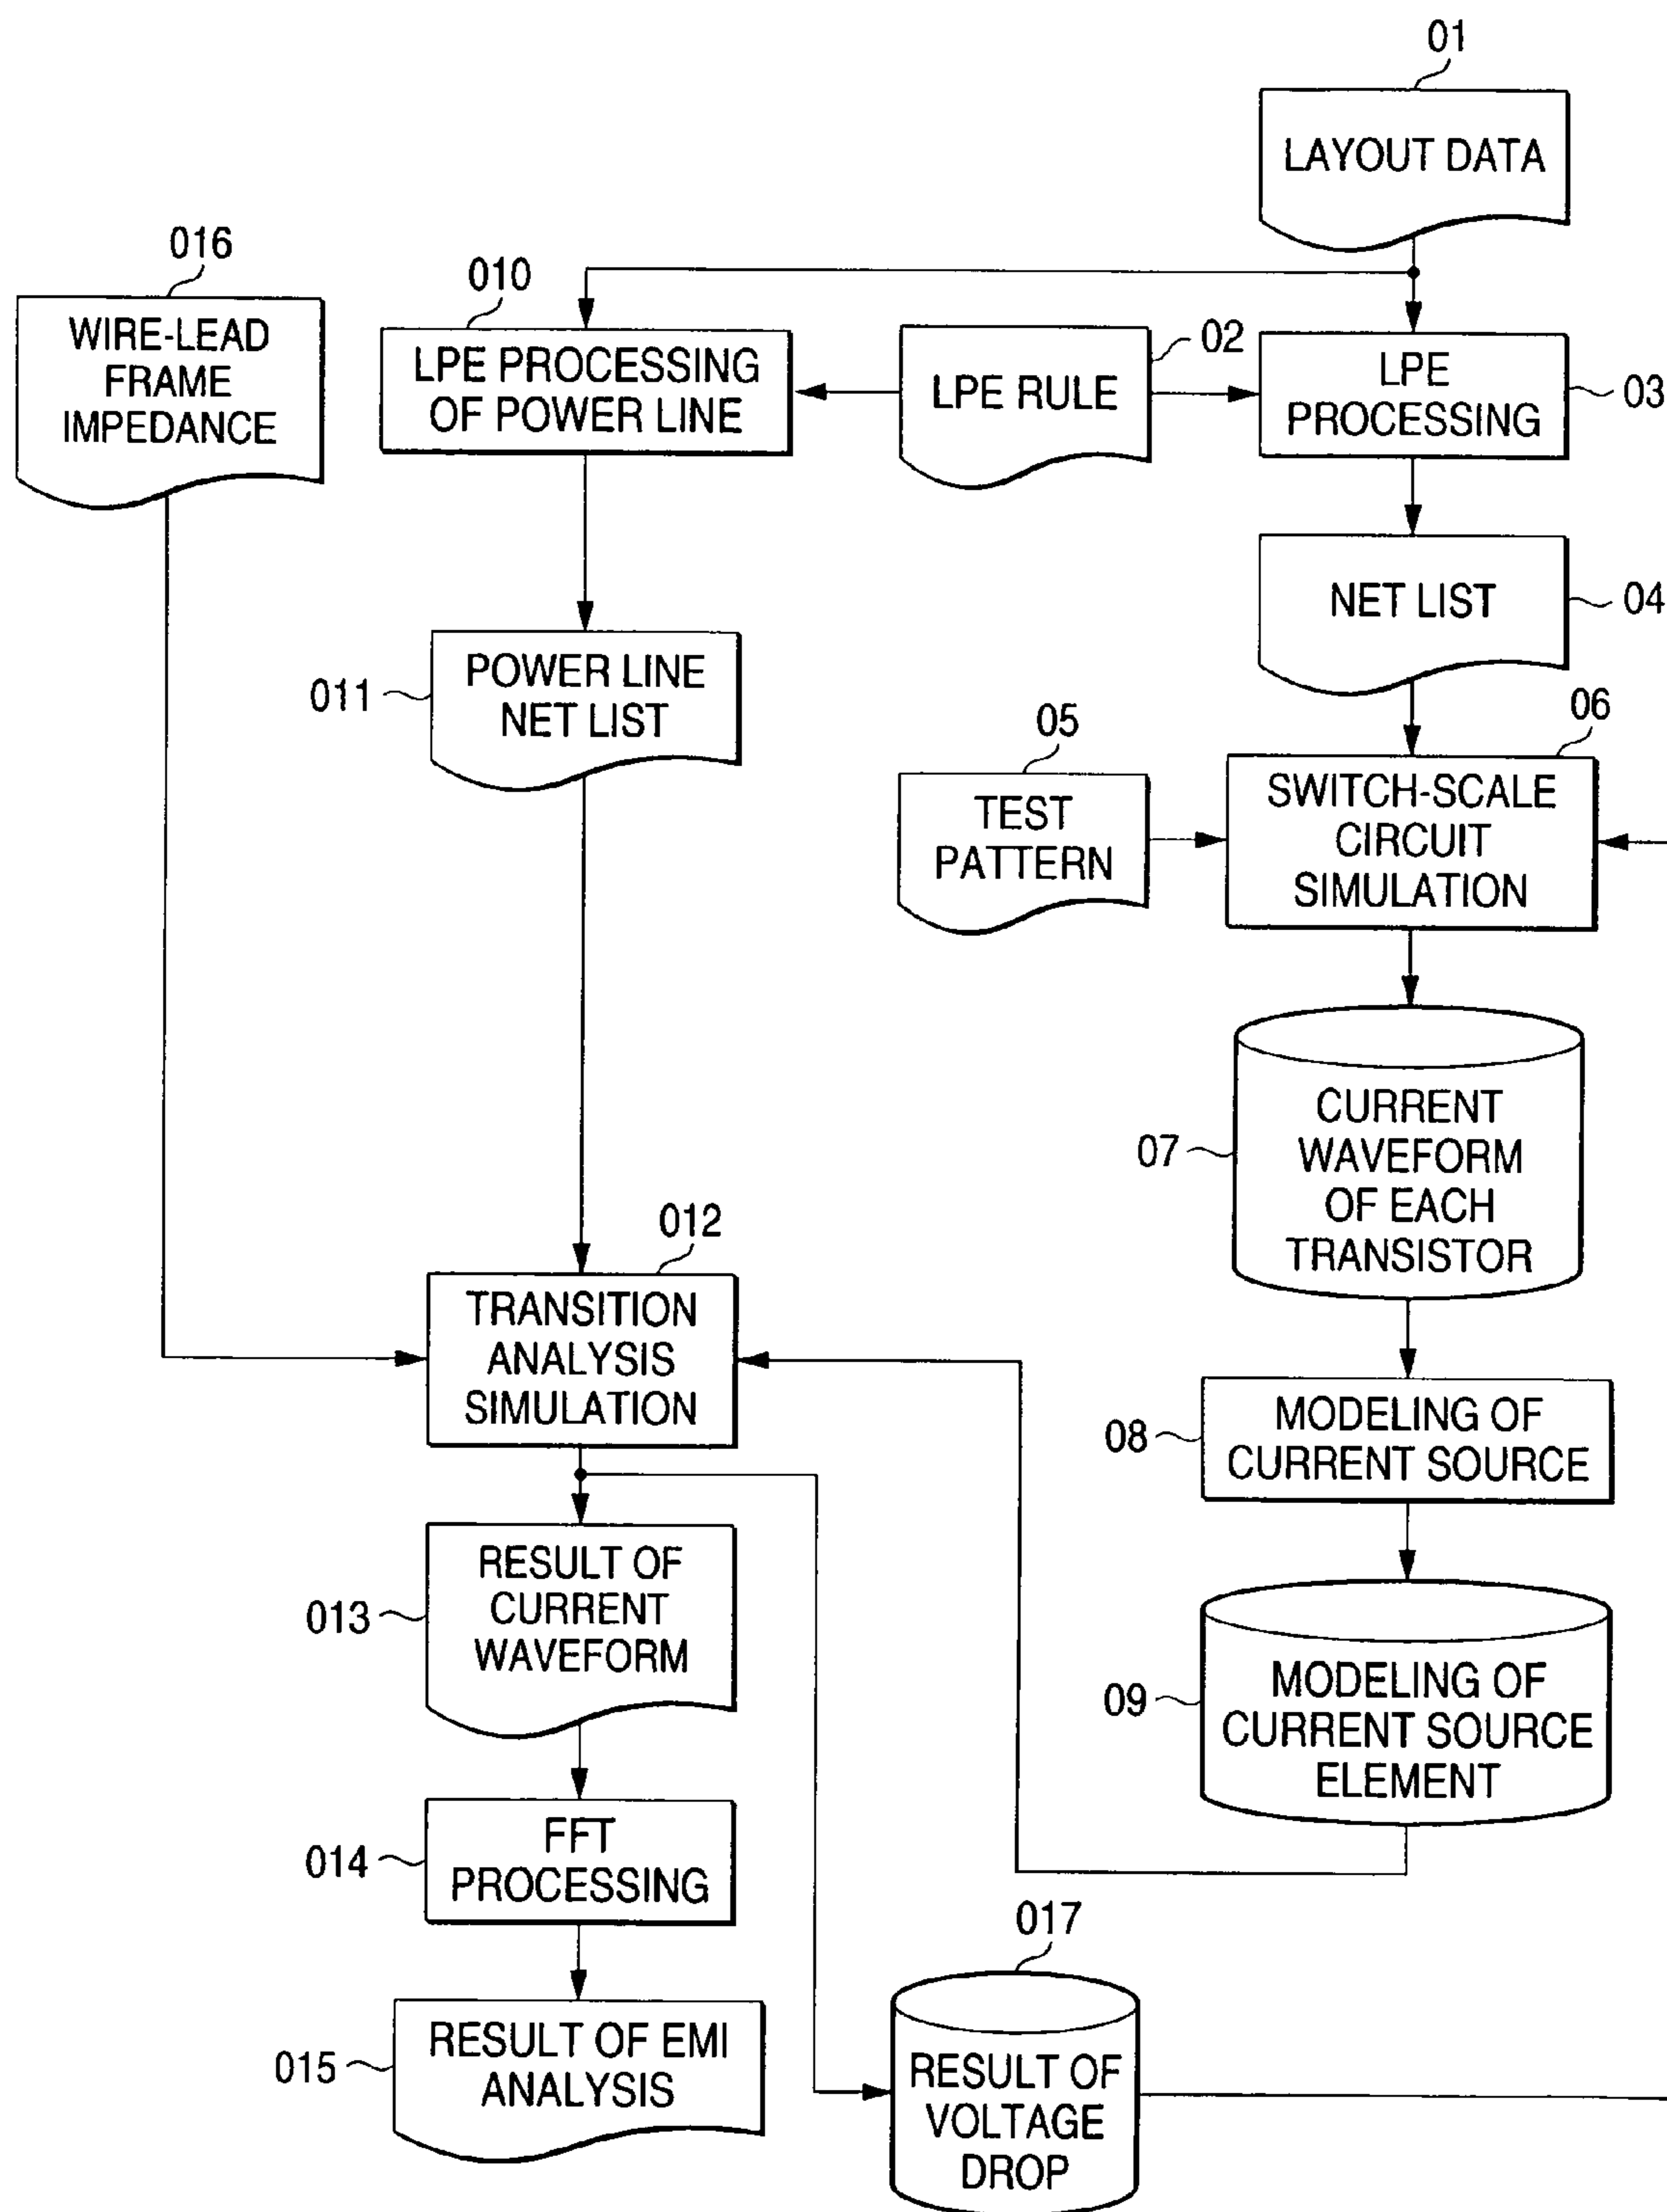 01
LAYOUT DATA
016
WIRE-LEAD
FRAME
IMPEDANCE
010
LPE PROCESSING
OF POWER LINE
02
LPE RULE
LPE
PROCESSING
03
NET LIST
04
011
POWER LINE
NET LIST
05
TEST
PATTERN
06
SWITCH-SCALE
CIRCUIT
SIMULATION
07
CURRENT
WAVEFORM
OF EACH
TRANSISTOR
012
TRANSITION
ANALYSIS
SIMULATION
08
MODELING OF
CURRENT SOURCE
013
RESULT OF
CURRENT
WAVEFORM
09
MODELING OF
CURRENT SOURCE
ELEMENT
014
FFT
PROCESSING
015
RESULT OF EMI
ANALYSIS
017
RESULT OF
VOLTAGE
DROP